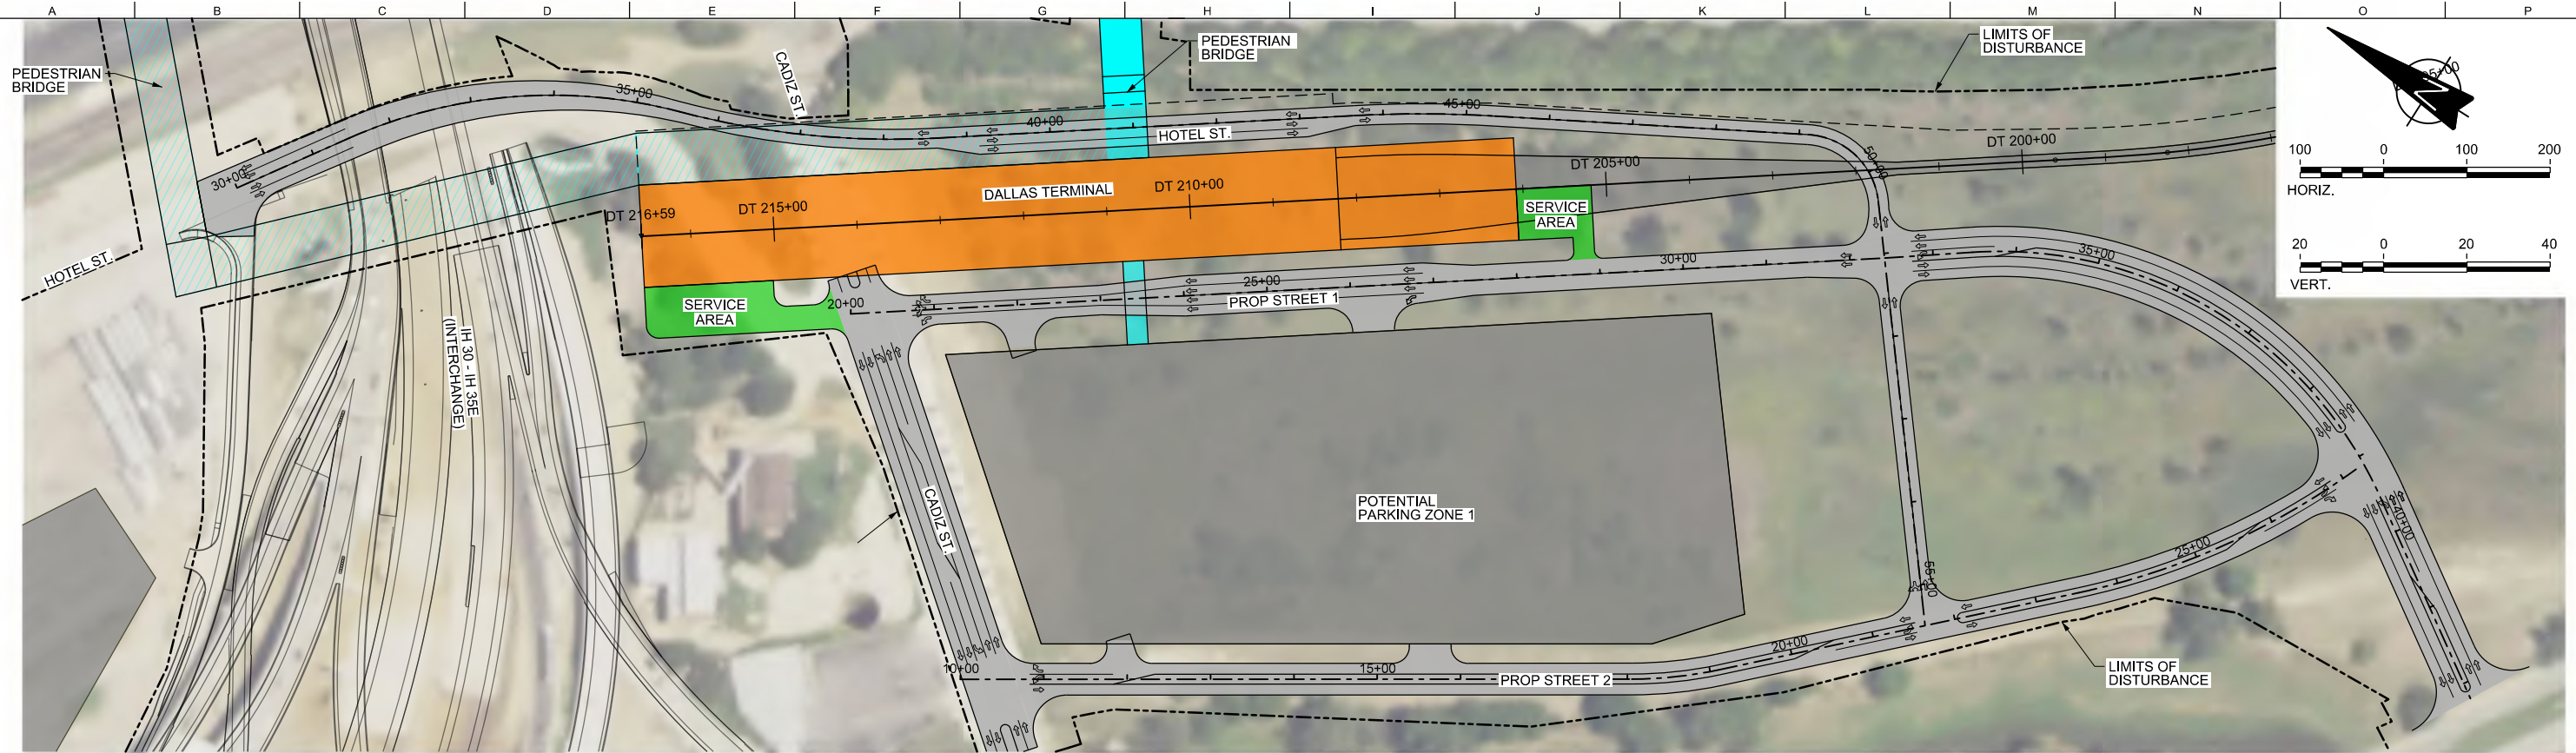 A B C D E F G H I J K L M N O P
PEDESTRIAN
BRIDGE
CADIZ ST.
PEDESTRIAN
BRIDGE
LIMITS OF
DISTURBANCE
35+00
40+00
HOTEL ST.
45+00
50+00
30+00
DT 216+59
DT 215+00
DALLAS TERMINAL
DT 210+00
DT 205+00
DT 200+00
100 0 100 200
HORIZ.
20 0 20 40
VERT.
HOTEL ST.
SERVICE
AREA
SERVICE
AREA
20+00
25+00
PROP STREET 1
30+00
35+00
IH 30 - IH 35E
(INTERCHANGE)
CADIZ ST.
POTENTIAL
PARKING ZONE 1
40+00
25+00
55+00
20+00
10+00
15+00
PROP STREET 2
LIMITS OF
DISTURBANCE